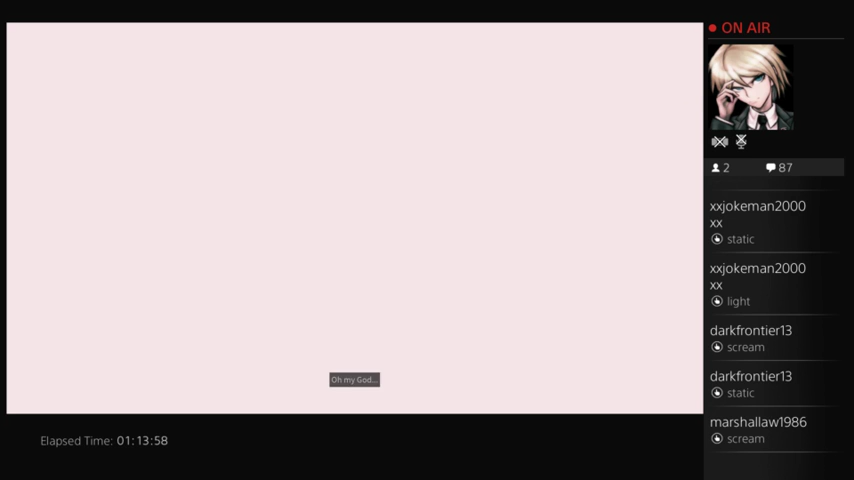 ON AIR
2
87
xxjokeman2000
xx
static
xxjokeman2000
xx
light
darkfrontier13
scream
darkfrontier13
static
marshallaw1986
scream
Oh my God...
Elapsed Time: 01:13:58